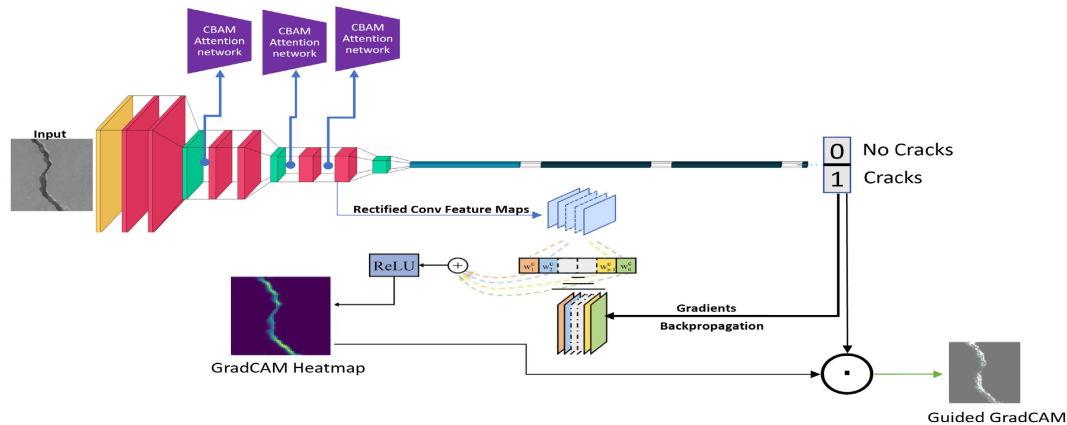 CBAM
Attention
network
CBAM
Attention
network
CBAM
Attention
network
Input
0
No Cracks
1
Cracks
Rectified Conv Feature Maps
ReLU
+
Gradients
Backpropagation
GradCAM Heatmap
Guided GradCAM